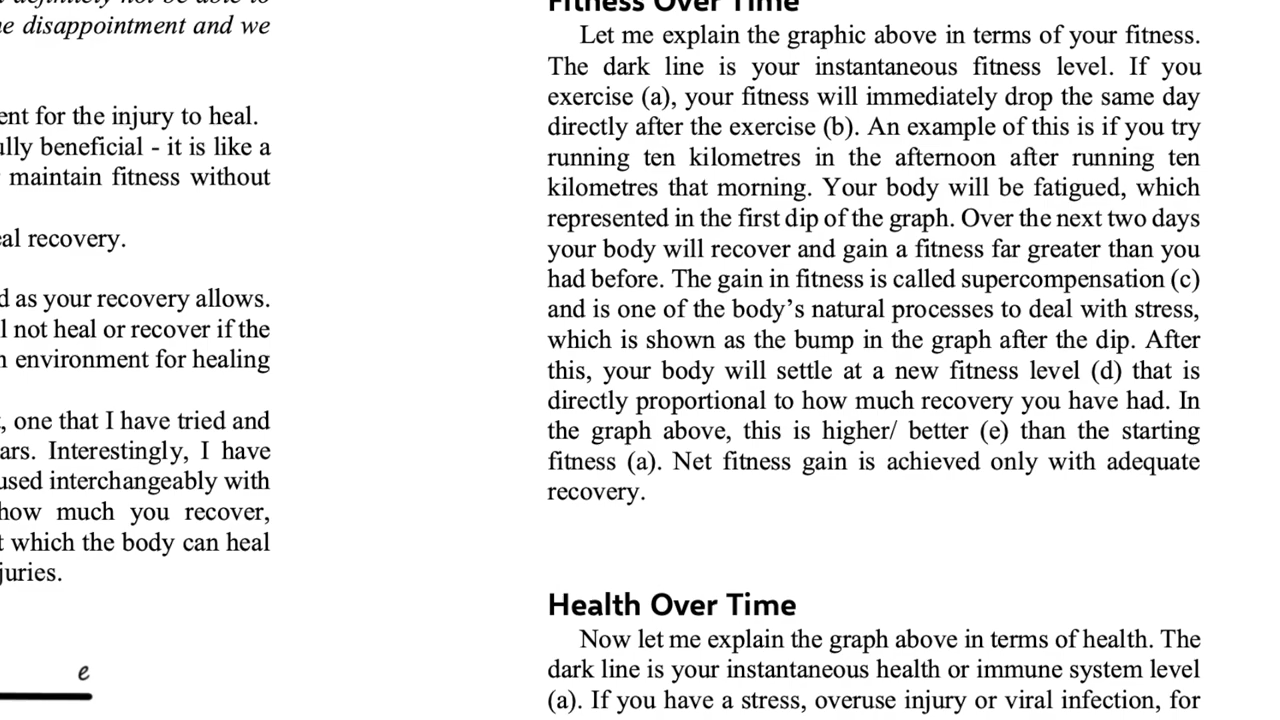 definitely not be able to
disappointment and we
for the injury to heal.
beneficial - it is like a
maintain fitness without
recovery.
as your recovery allows.
not heal or recover if the
environment for healing
one that I have tried and
Interestingly, I have
used interchangeably with
how much you recover,
which the body can heal
e
Fitness Over Time
Let me explain the graphic above in terms of your fitness.
The dark line is your instantaneous fitness level. If you
exercise (a), your fitness will immediately drop the same day
directly after the exercise (b). An example of this is if you try
running ten kilometres in the afternoon after running ten
kilometres that morning. Your body will be fatigued, which
represented in the first dip of the graph. Over the next two days
your body will recover and gain a fitness far greater than you
had before. The gain in fitness is called supercompensation (c)
and is one of the body’s natural processes to deal with stress,
which is shown as the bump in the graph after the dip. After
this, your body will settle at a new fitness level (d) that is
directly proportional to how much recovery you have had. In
the graph above, this is higher/ better (e) than the starting
fitness (a). Net fitness gain is achieved only with adequate
recovery.
Health Over Time
Now let me explain the graph above in terms of health. The
dark line is your instantaneous health or immune system level
(a). If you have a stress, overuse injury or viral infection, for